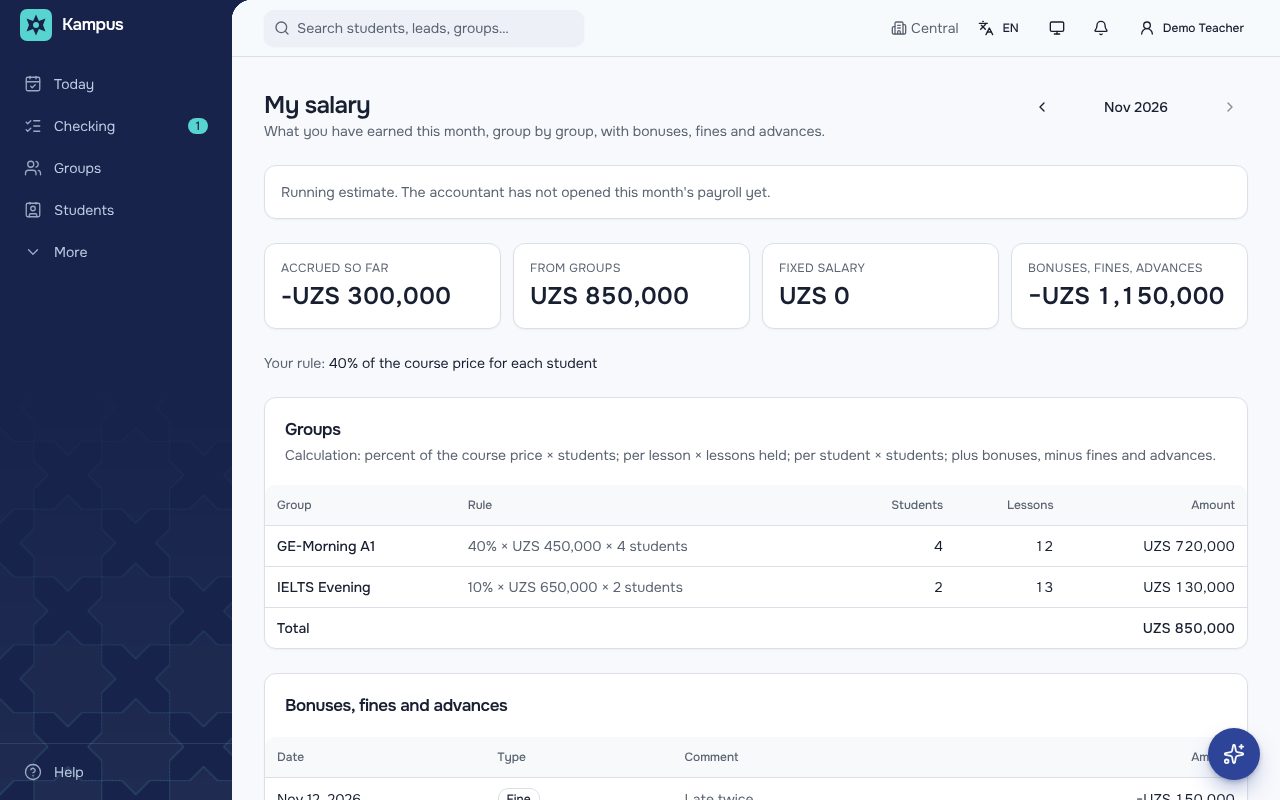 Kampus
Search students, leads, groups...
Central
EN
Demo Teacher
Today
Checking 1
Groups
Students
More
Help
My salary
Nov 2026
What you have earned this month, group by group, with bonuses, fines and advances.
Running estimate. The accountant has not opened this month's payroll yet.
ACCRUED SO FAR
-UZS 300,000
FROM GROUPS
UZS 850,000
FIXED SALARY
UZS 0
BONUSES, FINES, ADVANCES
−UZS 1,150,000
Your rule: 40% of the course price for each student
Groups
Calculation: percent of the course price × students; per lesson × lessons held; per student × students; plus bonuses, minus fines and advances.
Group Rule Students Lessons Amount
GE-Morning A1 40% × UZS 450,000 × 4 students 4 12 UZS 720,000
IELTS Evening 10% × UZS 650,000 × 2 students 2 13 UZS 130,000
Total UZS 850,000
Bonuses, fines and advances
Date Type Comment
Nov 12, 2026 Fine Late twice −UZS 150,000